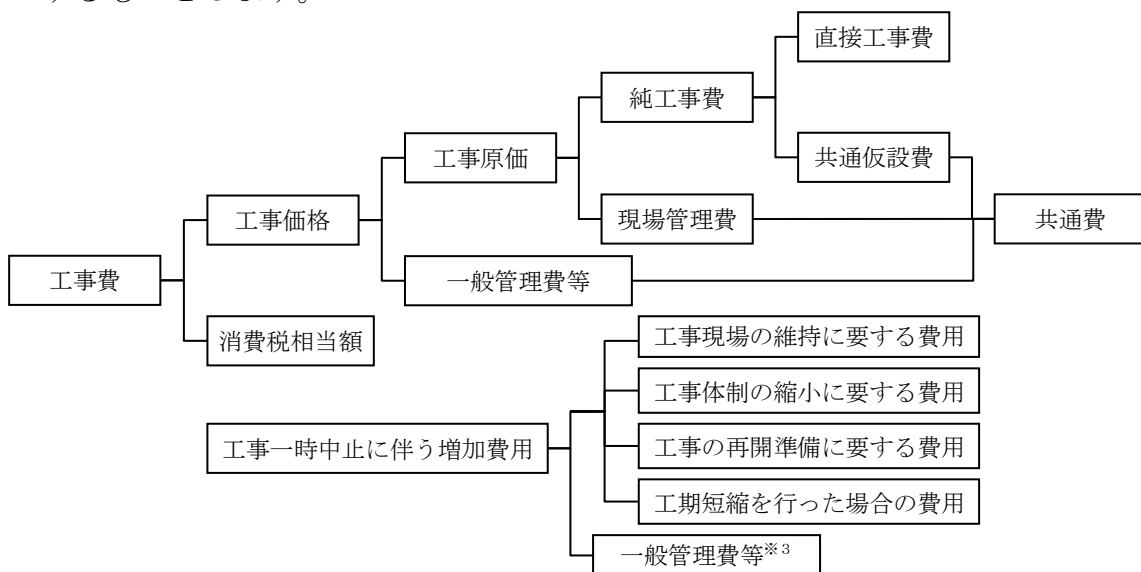 直接工事費
純工事費
工事原価
共通仮設費
工事価格
現場管理費
共通費
工事費
一般管理費等
消費税相当額
工事現場の維持に要する費用
工事体制の縮小に要する費用
工事一時中止に伴う増加費用
工事の再開準備に要する費用
工期短縮を行った場合の費用
一般管理費等※3